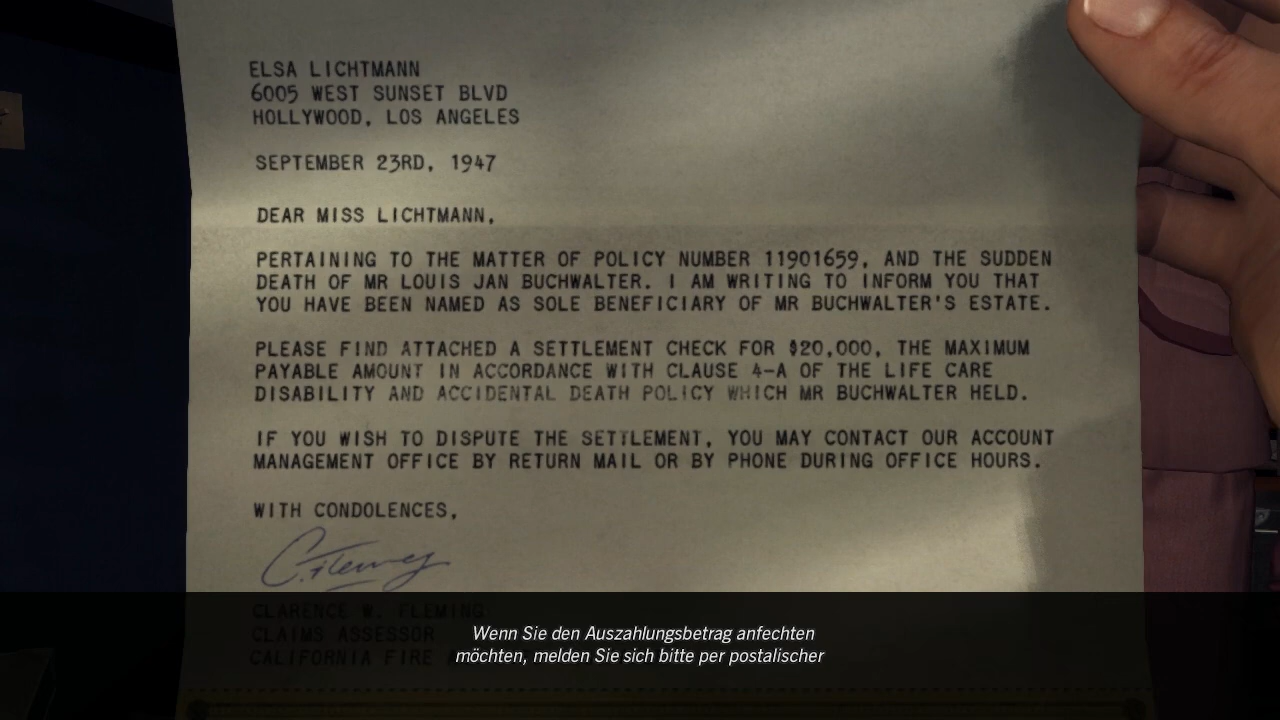 ELSA LICHTMANN
6005 WEST SUNSET BLVD
HOLLYWOOD, LOS ANGELES
SEPTEMBER 23RD, 1947
DEAR MISS LICHTMANN,
PERTAINING TO THE MATTER OF POLICY NUMBER 11901659, AND THE SUDDEN
DEATH OF MR LOUIS JAN BUCHWALTER. I AM WRITING TO INFORM YOU THAT
YOU HAVE BEEN NAMED AS SOLE BENEFICIARY OF MR BUCHWALTER'S ESTATE.
PLEASE FIND ATTACHED A SETTLEMENT CHECK FOR $20,000, THE MAXIMUM
PAYABLE AMOUNT IN ACCORDANCE WITH CLAUSE 4-A OF THE LIFE CARE
DISABILITY AND ACCIDENTAL DEATH POLICY WHICH MR BUCHWALTER HELD.
IF YOU WISH TO DISPUTE THE SETTLEMENT, YOU MAY CONTACT OUR ACCOUNT
MANAGEMENT OFFICE BY RETURN MAIL OR BY PHONE DURING OFFICE HOURS.
WITH CONDOLENCES,
C. Fleming
CLARENCE W. FLEMING
CLAIMS ASSESSOR
CALIFORNIA FIRE
Wenn Sie den Auszahlungsbetrag anfechten
möchten, melden Sie sich bitte per postalischer